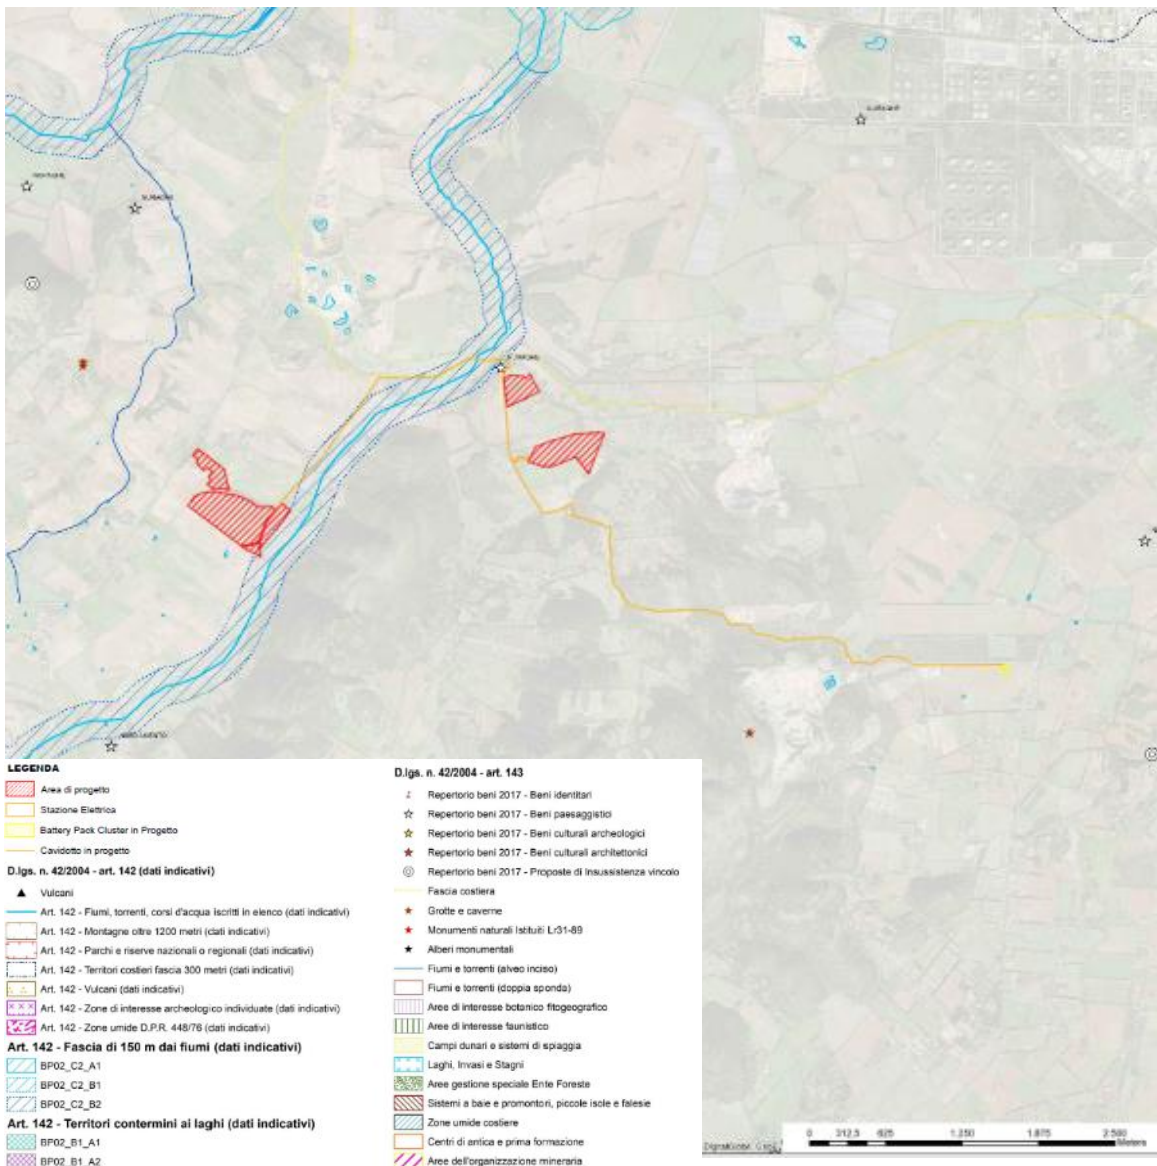 NURAGHE
LEGENDA
Area di progetto
Stazione Elettrica
Battery Pack Cluster in Progetto
Cavidotto in progetto
D.lgs. n. 42/2004 - art. 142 (dati indicativi)
Vulcani
Art. 142 - Fiumi, torrenti, corsi d'acqua iscritti in elenco (dati indicativi)
Art. 142 - Montagne oltre 1200 metri (dati indicativi)
Art. 142 - Parchi e riserve nazionali o regionali (dati indicativi)
Art. 142 - Territori costieri fascia 300 metri (dati indicativi)
Art. 142 - Vulcani (dati indicativi)
Art. 142 - Zone di interesse archeologico individuate (dati indicativi)
Art. 142 - Zone umide D.P.R. 448/76 (dati indicativi)
Art. 142 - Fascia di 150 m dai fiumi (dati indicativi)
BP02_C2_A1
BP02_C2_B1
BP02_C2_B2
Art. 142 - Territori contermini ai laghi (dati indicativi)
BP02_B1_A1
BP02_B1_A2
D.lgs. n. 42/2004 - art. 143
Repertorio beni 2017 - Beni identitari
Repertorio beni 2017 - Beni paesaggistici
Repertorio beni 2017 - Beni culturali archeologici
Repertorio beni 2017 - Beni culturali architettonici
Repertorio beni 2017 - Proposte di insussistenza vincolo
Fascia costiera
Grotte e caverne
Monumenti naturali Istituiti Lr31-89
Alberi monumentali
Fiumi e torrenti (alveo inciso)
Fiumi e torrenti (doppia sponda)
Aree di interesse botanico fitogeografico
Aree di interesse faunistico
Campi dunari e sistemi di spiaggia
Laghi, Invasi e Stagni
Aree gestione speciale Ente Foreste
Sistemi a baie e promontori, piccole isole e falesie
Zone umide costiere
Centri di antica e prima formazione
Aree dell'organizzazione mineraria
0 312,5 625 1.250 1.875 2.500
Meters